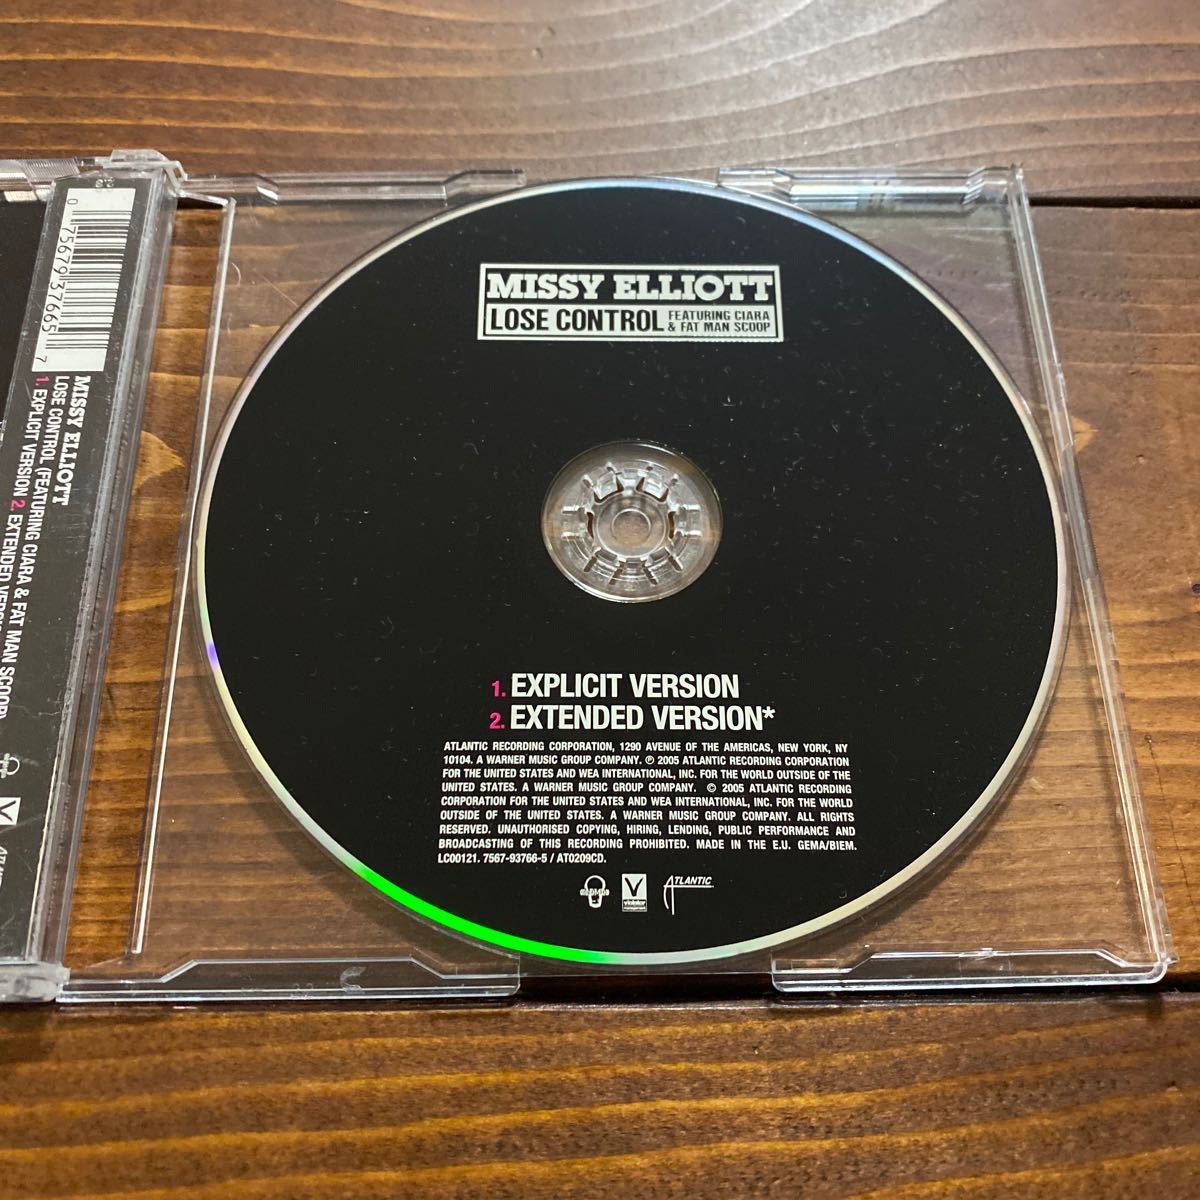 MISSY ELLIOTT
LOSE CONTROL FEATURING CIARA
& FAT MAN SCOOP
1. EXPLICIT VERSION
2. EXTENDED VERSION*
ATLANTIC RECORDING CORPORATION, 1290 AVENUE OF THE AMERICAS, NEW YORK, NY
10104. A WARNER MUSIC GROUP COMPANY. ℗ 2005 ATLANTIC RECORDING CORPORATION
FOR THE UNITED STATES AND WEA INTERNATIONAL, INC. FOR THE WORLD OUTSIDE OF THE
UNITED STATES. A WARNER MUSIC GROUP COMPANY. © 2005 ATLANTIC RECORDING
CORPORATION FOR THE UNITED STATES AND WEA INTERNATIONAL, INC. FOR THE WORLD
OUTSIDE OF THE UNITED STATES. A WARNER MUSIC GROUP COMPANY. ALL RIGHTS
RESERVED. UNAUTHORISED COPYING, HIRING, LENDING, PUBLIC PERFORMANCE AND
BROADCASTING OF THIS RECORDING PROHIBITED. MADE IN THE E.U. GEMA/BIEM.
LC00121. 7567-93766-5 / AT0209CD.
V
Violator
management
ATLANTIC
0 75679 37665 7
MISSY ELLIOTT
LOSE CONTROL (FEATURING CIARA & FAT MAN SCOOP)
1. EXPLICIT VERSION 2. EXTENDED
V